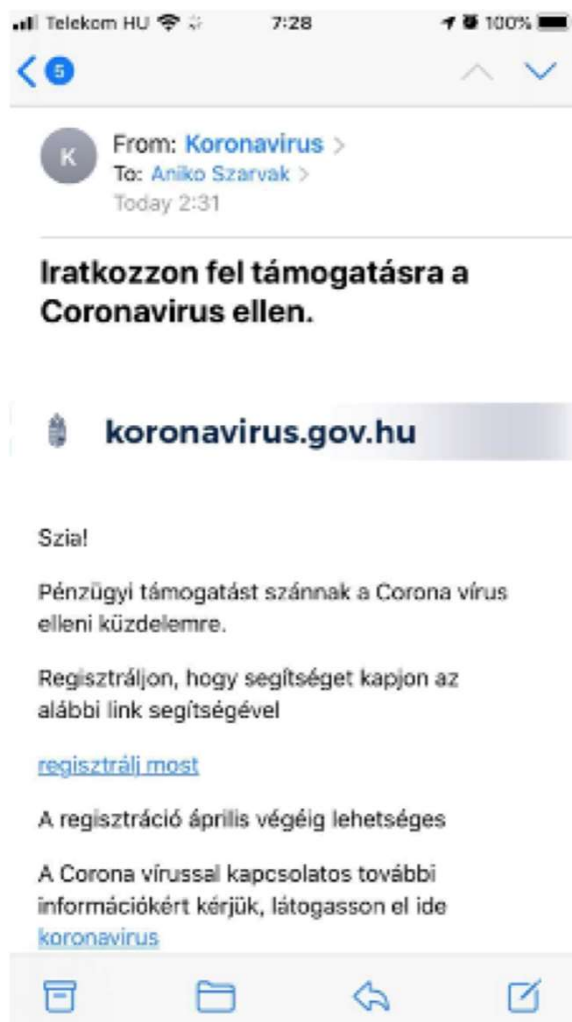 Telekom HU 7:28 100%
5
K
From: Koronavirus >
To: Aniko Szarvak >
Today 2:31
Iratkozzon fel támogatásra a
Coronavirus ellen.
koronavirus.gov.hu
Szia!
Pénzügyi támogatást szánnak a Corona vírus
elleni küzdelemre.
Regisztráljon, hogy segítséget kapjon az
alábbi link segítségével
regisztrálj most
A regisztráció április végéig lehetséges
A Corona vírussal kapcsolatos további
információkért kérjük, látogasson el ide
koronavirus